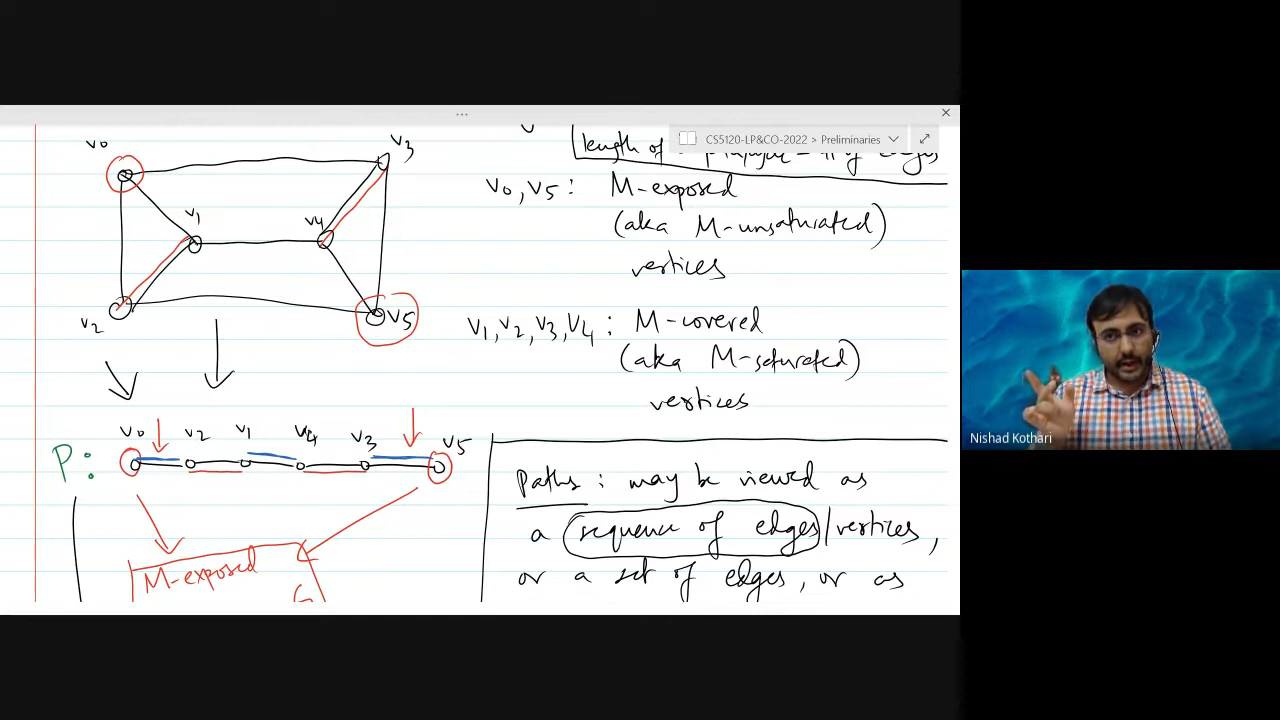 CS5120-LP&CO-2022 > Preliminaries
length of
edges
v0, v5 : M-exposed
(aka M-unsaturated)
vertices
v1, v2, v3, v4 : M-covered
(aka M-saturated)
vertices
v0
v3
v1
v4
v2
v5
P:
v0 v2 v1 v4 v3 v5
M-exposed
Paths : may be viewed as
a sequence of edges/vertices,
or a set of edges, or as
Nishad Kothari